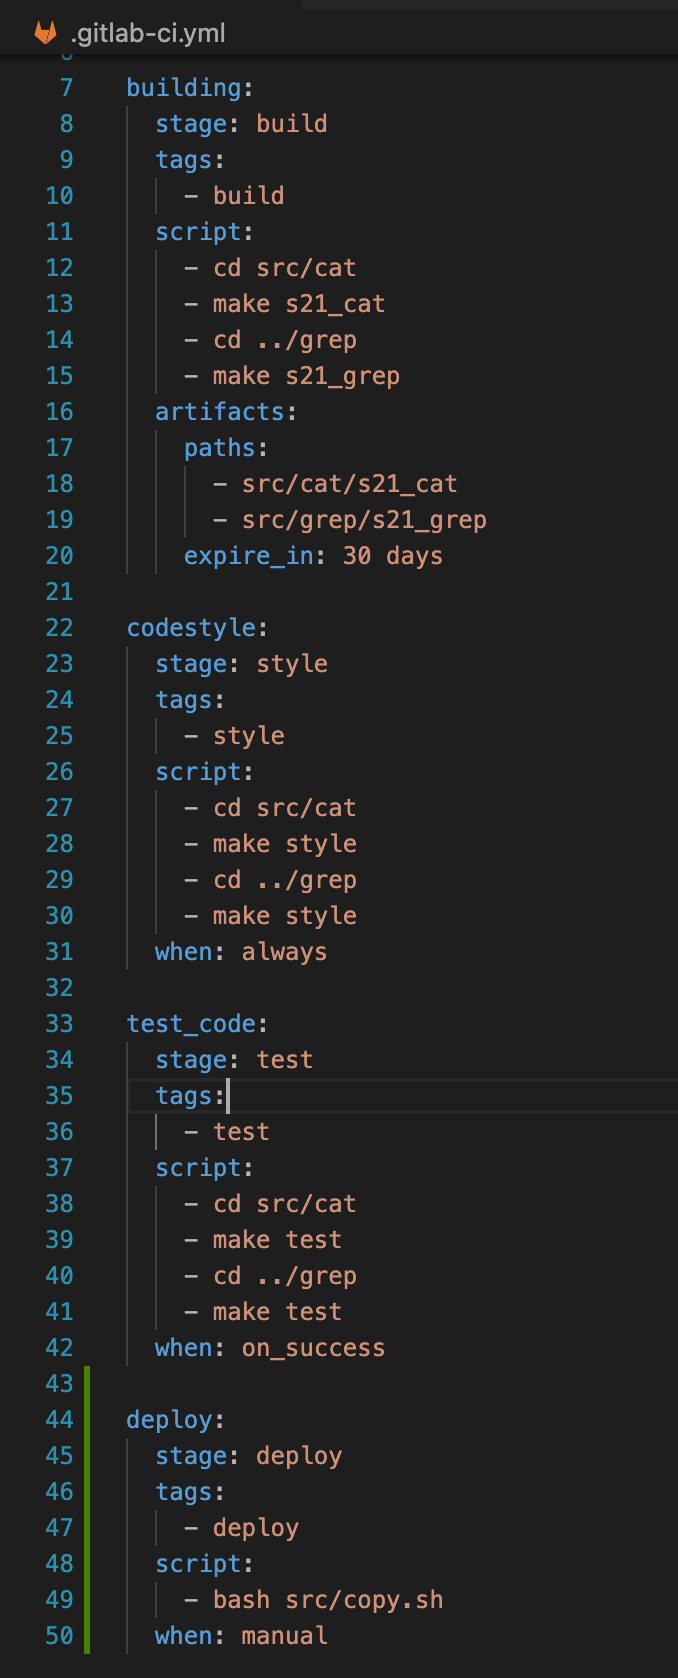 .gitlab-ci.yml
6
7 building:
8 stage: build
9 tags:
10 - build
11 script:
12 - cd src/cat
13 - make s21_cat
14 - cd ../grep
15 - make s21_grep
16 artifacts:
17 paths:
18 - src/cat/s21_cat
19 - src/grep/s21_grep
20 expire_in: 30 days
21
22 codestyle:
23 stage: style
24 tags:
25 - style
26 script:
27 - cd src/cat
28 - make style
29 - cd ../grep
30 - make style
31 when: always
32
33 test_code:
34 stage: test
35 tags:
36 - test
37 script:
38 - cd src/cat
39 - make test
40 - cd ../grep
41 - make test
42 when: on_success
43
44 deploy:
45 stage: deploy
46 tags:
47 - deploy
48 script:
49 - bash src/copy.sh
50 when: manual